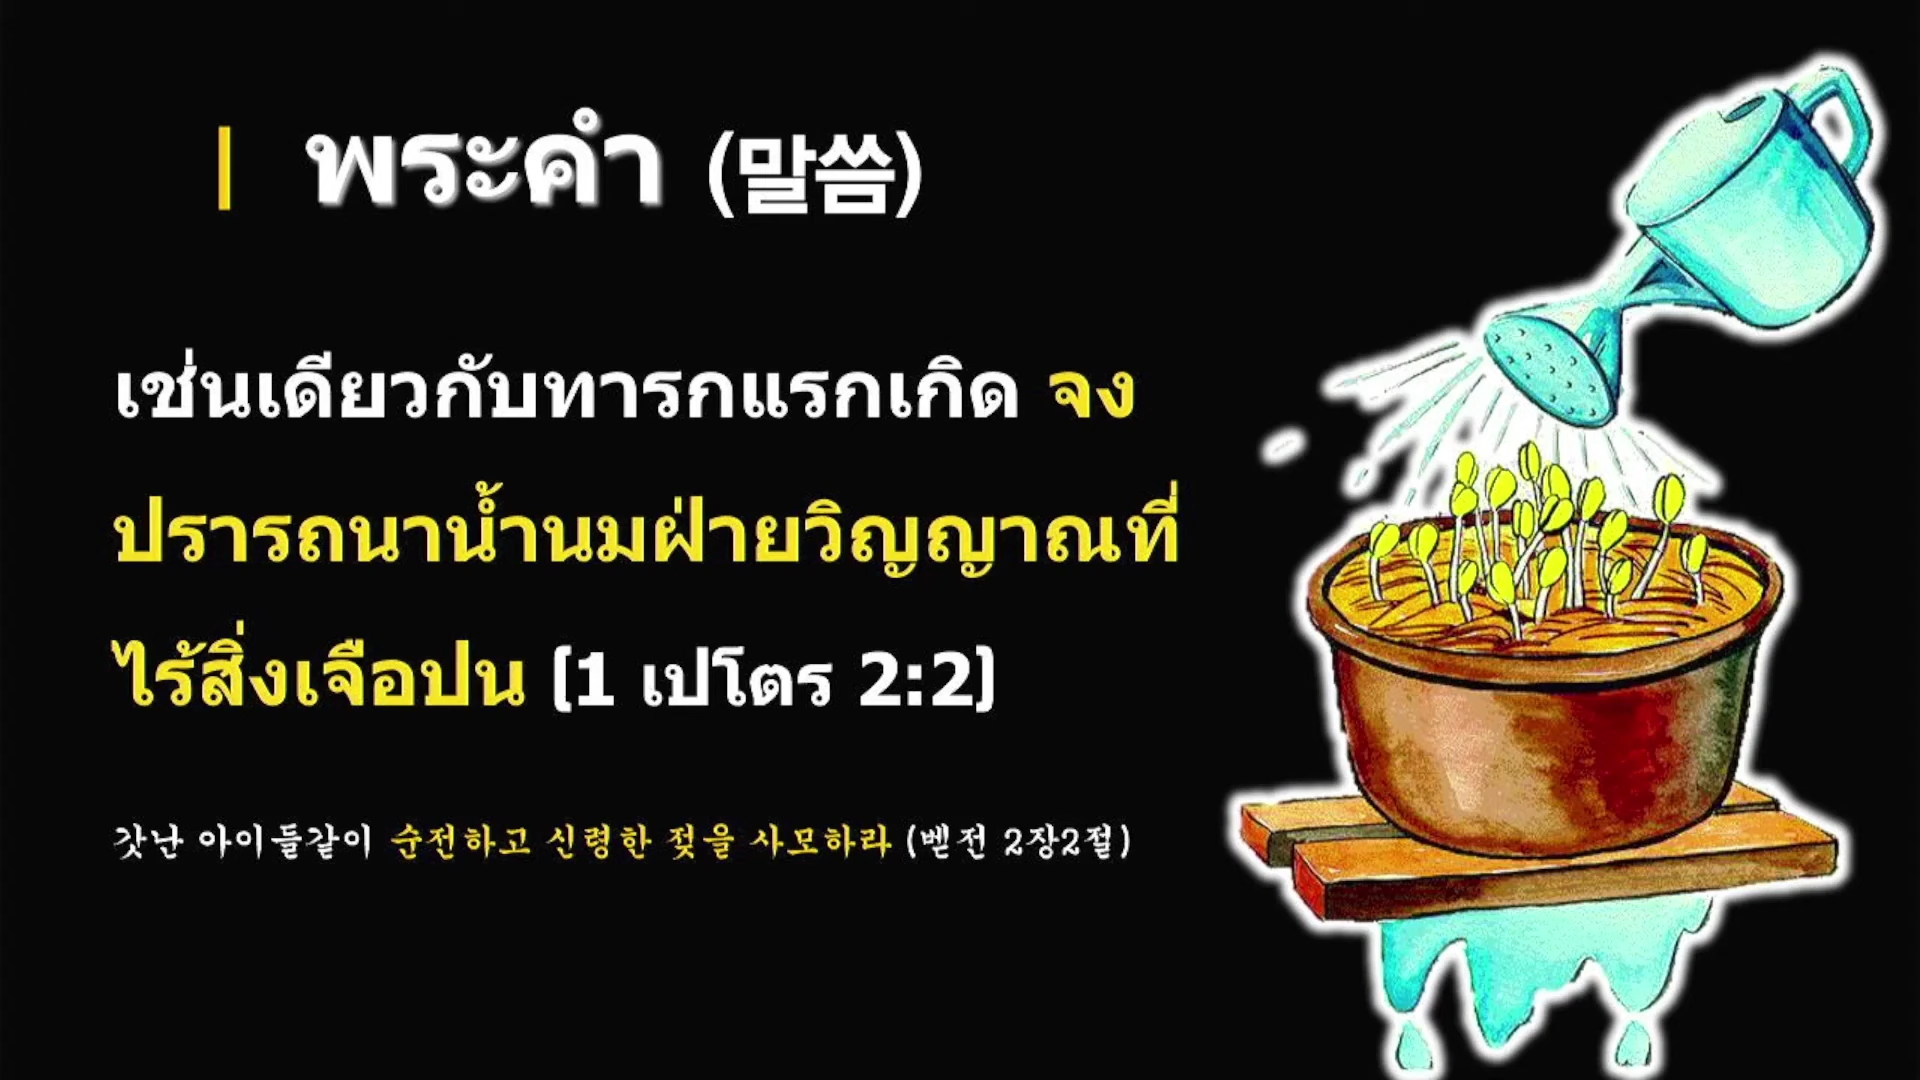 พระคำ (말씀)
เช่นเดียวกับทารกแรกเกิด จง
ปรารถนาน้ำนมฝ่ายวิญญาณที่
ไร้สิ่งเจือปน (1 เปโตร 2:2)
갓난 아이들같이 순전하고 신령한 젖을 사모하라 (벧전 2장2절)